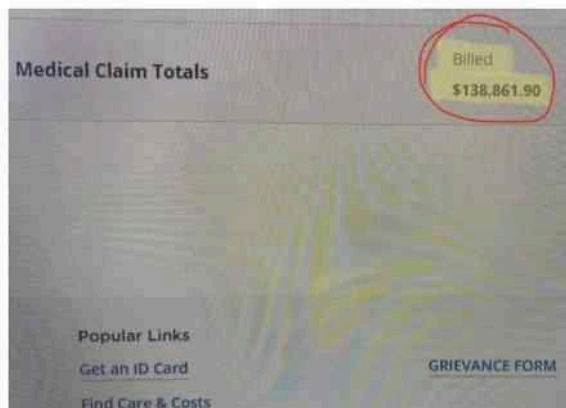 Billed
Medical Claim Totals
$138,861.90
Popular Links
Get an ID Card
GRIEVANCE FORM
Find Care & Costs